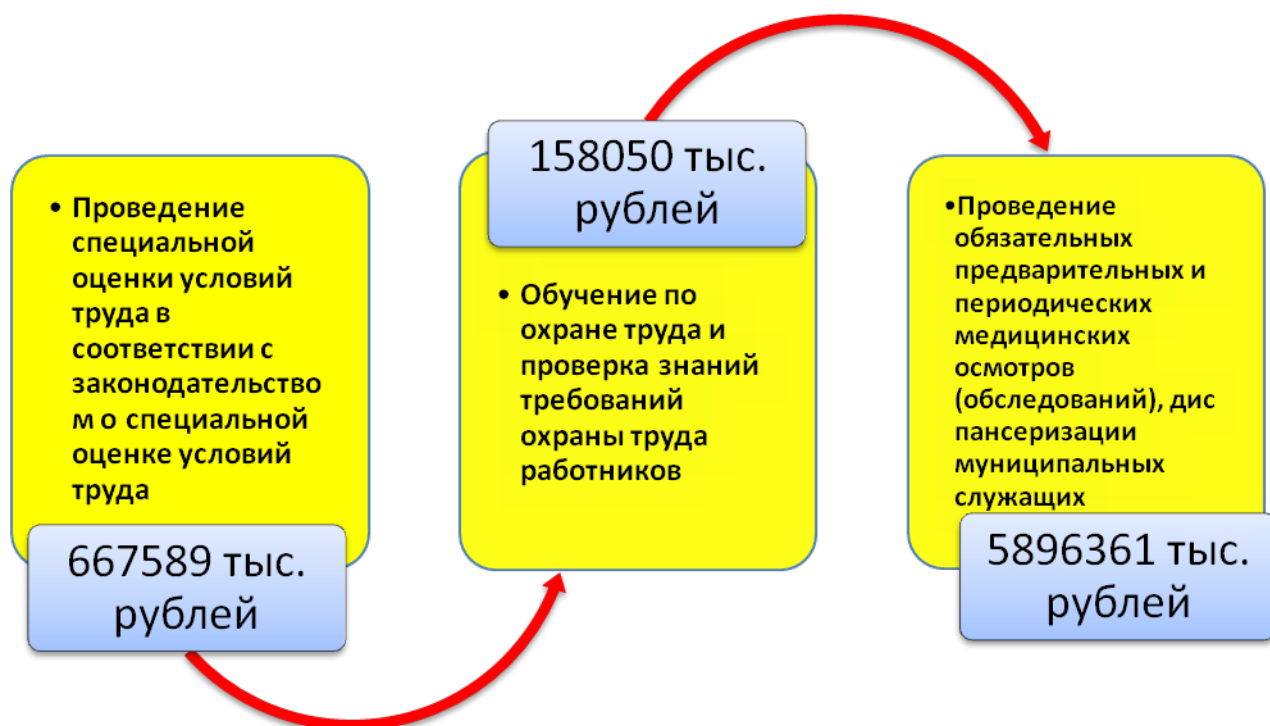 • Проведение
специальной
оценки условий
труда в
соответствии с
законодательство
м о специальной
оценке условий
труда
667589 тыс.
рублей
158050 тыс.
рублей
• Обучение по
охране труда и
проверка знаний
требований
охраны труда
работников
•Проведение
обязательных
предварительных и
периодических
медицинских
осмотров
(обследований), дис
пансеризации
муниципальных
служащих
5896361 тыс.
рублей